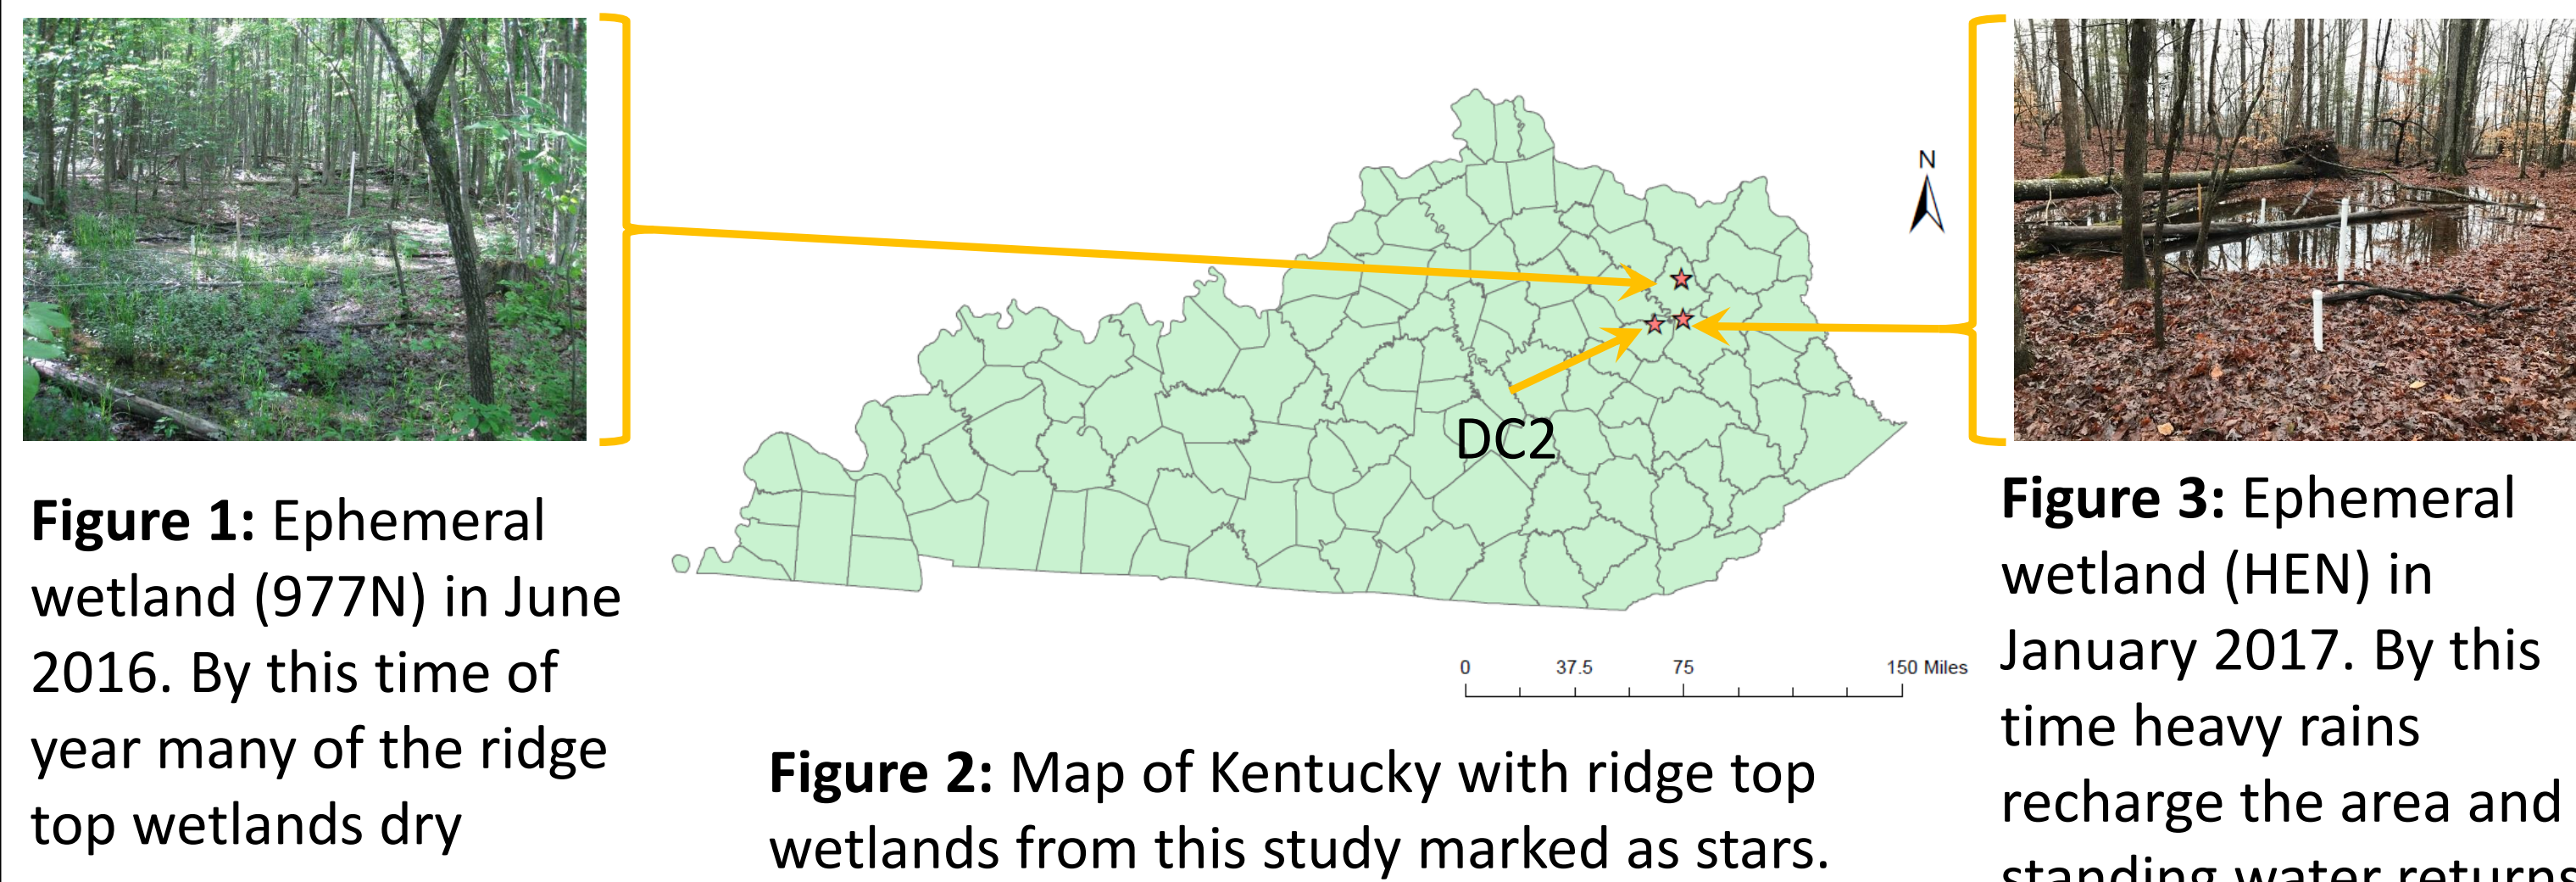 N
DC2
0 37.5 75 150 Miles
Figure 1: Ephemeral
wetland (977N) in June
2016. By this time of
year many of the ridge
top wetlands dry
Figure 2: Map of Kentucky with ridge top
wetlands from this study marked as stars.
Figure 3: Ephemeral
wetland (HEN) in
January 2017. By this
time heavy rains
recharge the area and
standing water returns